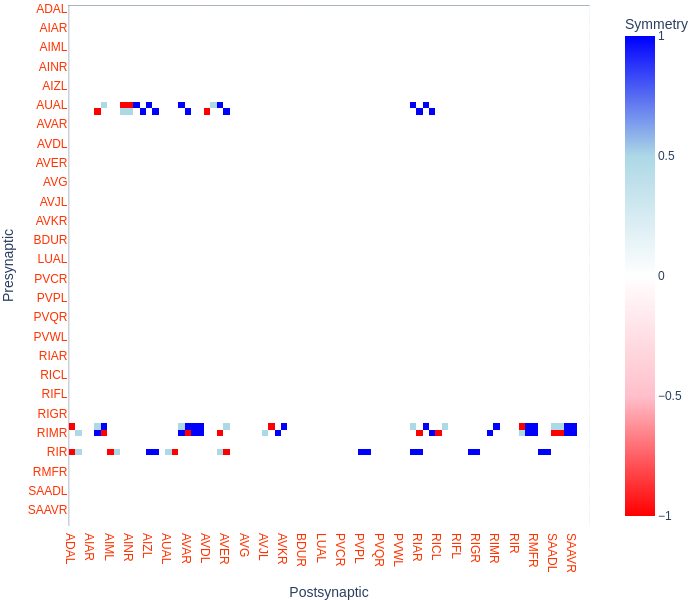 Symmetry
1
0.5
0
−0.5
−1
Presynaptic
ADAL
AIAR
AIML
AINR
AIZL
AUAL
AVAR
AVDL
AVER
AVG
AVJL
AVKR
BDUR
LUAL
PVCR
PVPL
PVQR
PVWL
RIAR
RICL
RIFL
RIGR
RIMR
RIR
RMFR
SAADL
SAAVR
ADAL
AIAR
AIML
AINR
AIZL
AUAL
AVAR
AVDL
AVER
AVG
AVJL
AVKR
BDUR
LUAL
PVCR
PVPL
PVQR
PVWL
RIAR
RICL
RIFL
RIGR
RIMR
RIR
RMFR
SAADL
SAAVR
Postsynaptic